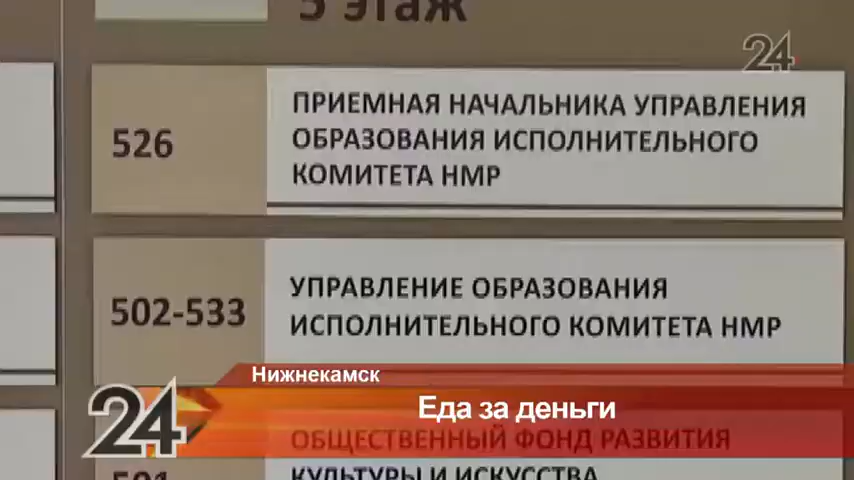 5 этаж
24
526
ПРИЕМНАЯ НАЧАЛЬНИКА УПРАВЛЕНИЯ
ОБРАЗОВАНИЯ ИСПОЛНИТЕЛЬНОГО
КОМИТЕТА НМР
502-533
УПРАВЛЕНИЕ ОБРАЗОВАНИЯ
ИСПОЛНИТЕЛЬНОГО КОМИТЕТА НМР
Нижнекамск
24
Еда за деньги
ОБЩЕСТВЕННЫЙ ФОНД РАЗВИТИЯ
КУЛЬТУРЫ И ИСКУССТВА
501